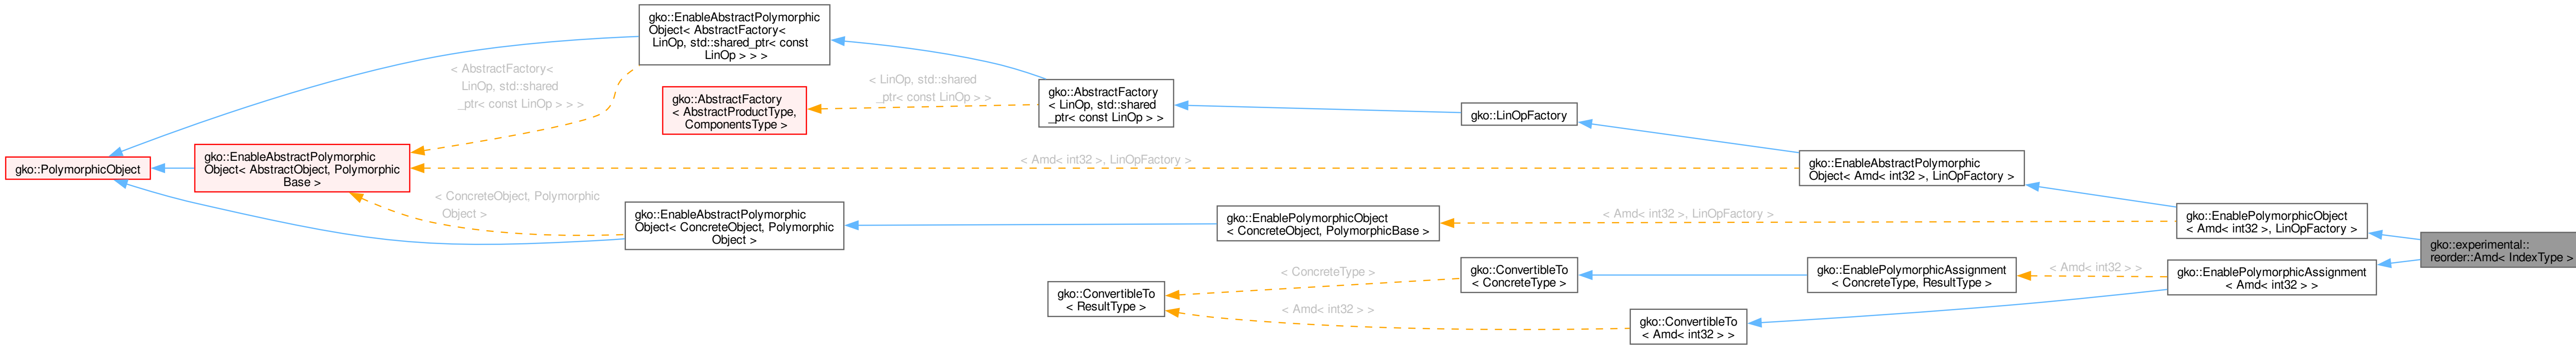 gko::PolymorphicObject
gko::EnableAbstractPolymorphic
Object< AbstractFactory<
LinOp, std::shared_ptr< const
LinOp > > >
< AbstractFactory<
LinOp, std::shared
_ptr< const LinOp > > >
gko::EnableAbstractPolymorphic
Object< AbstractObject, Polymorphic
Base >
< ConcreteObject, Polymorphic
Object >
gko::AbstractFactory
< AbstractProductType,
ComponentsType >
gko::EnableAbstractPolymorphic
Object< ConcreteObject, Polymorphic
Object >
< LinOp, std::shared
_ptr< const LinOp > >
gko::AbstractFactory
< LinOp, std::shared
_ptr< const LinOp > >
< Amd< int32 >, LinOpFactory >
gko::EnablePolymorphicObject
< ConcreteObject, PolymorphicBase >
gko::ConvertibleTo
< ResultType >
< ConcreteType >
< Amd< int32 > >
gko::LinOpFactory
gko::ConvertibleTo
< ConcreteType >
gko::ConvertibleTo
< Amd< int32 > >
< Amd< int32 >, LinOpFactory >
gko::EnableAbstractPolymorphic
Object< Amd< int32 >, LinOpFactory >
gko::EnablePolymorphicAssignment
< ConcreteType, ResultType >
< Amd< int32 > >
gko::EnablePolymorphicObject
< Amd< int32 >, LinOpFactory >
gko::EnablePolymorphicAssignment
< Amd< int32 > >
gko::experimental::
reorder::Amd< IndexType >